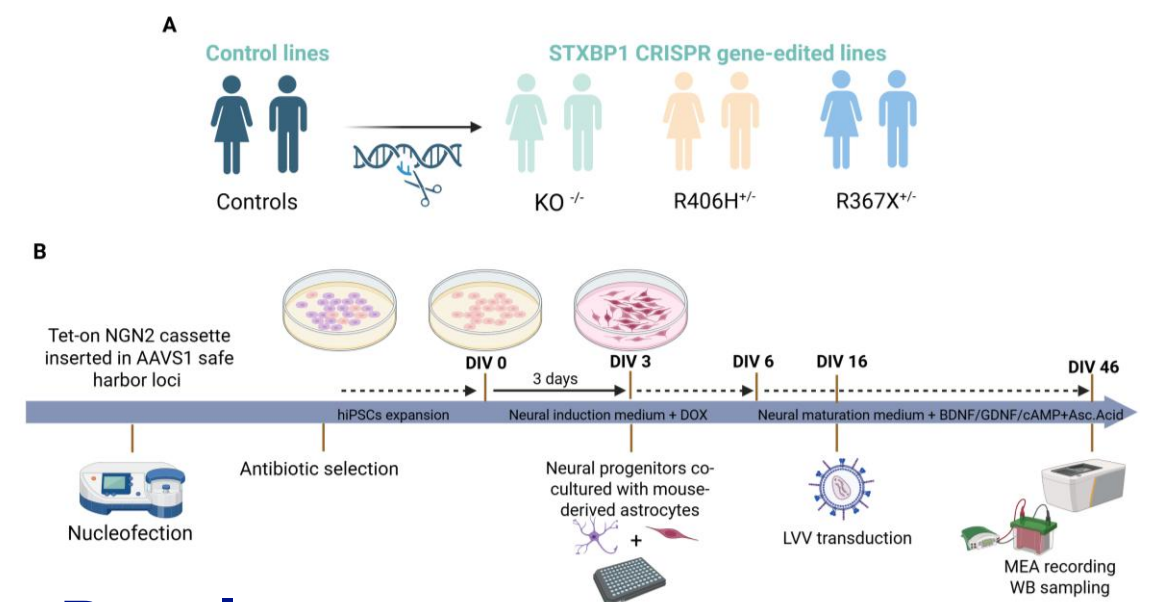 A
Control lines
STXBP1 CRISPR gene-edited lines
Controls
KO -/-
R406H+/-
R367X+/-
B
Tet-on NGN2 cassette
inserted in AAVS1 safe
harbor loci
DIV 0
DIV 3
DIV 6
DIV 16
DIV 46
3 days
hiPSCs expansion
Neural induction medium + DOX
Neural maturation medium + BDNF/GDNF/cAMP+Asc.Acid
Nucleofection
Antibiotic selection
Neural progenitors co-
cultured with mouse-
derived astrocytes
+
LVV transduction
MEA recording
WB sampling